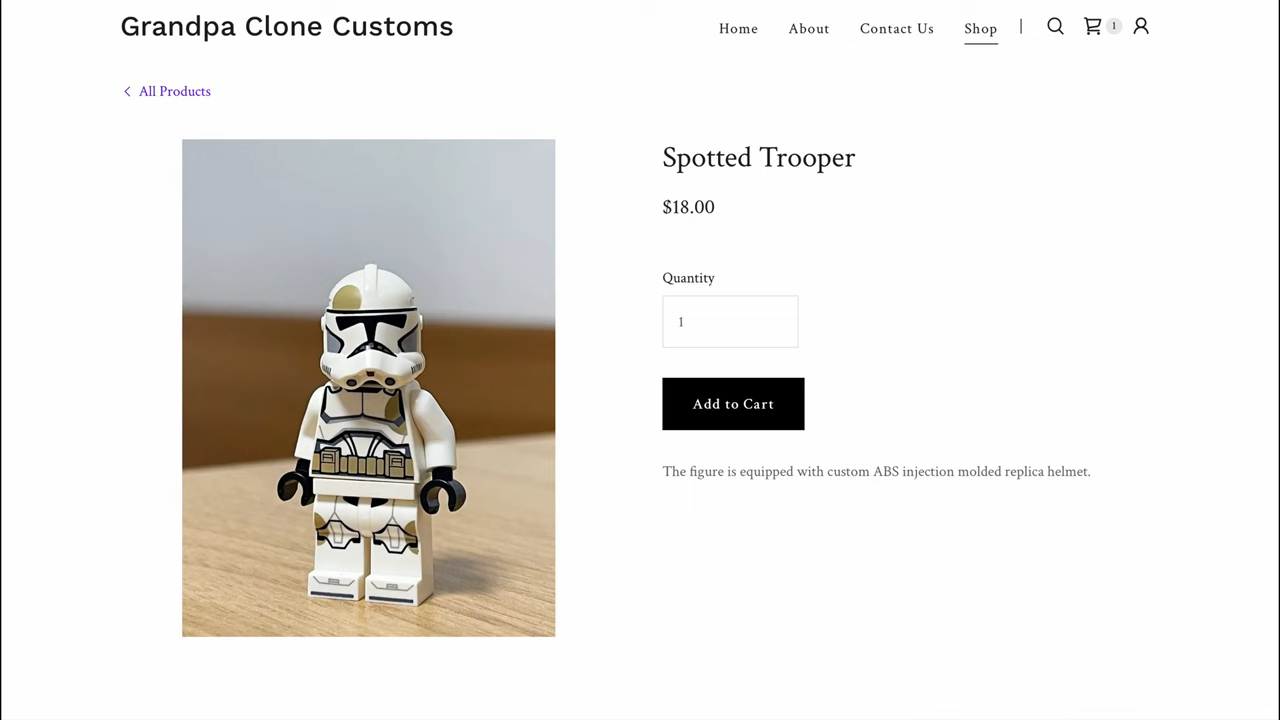 Grandpa Clone Customs
Home About Contact Us Shop 1
All Products
Spotted Trooper
$18.00
Quantity
1
Add to Cart
The figure is equipped with custom ABS injection molded replica helmet.